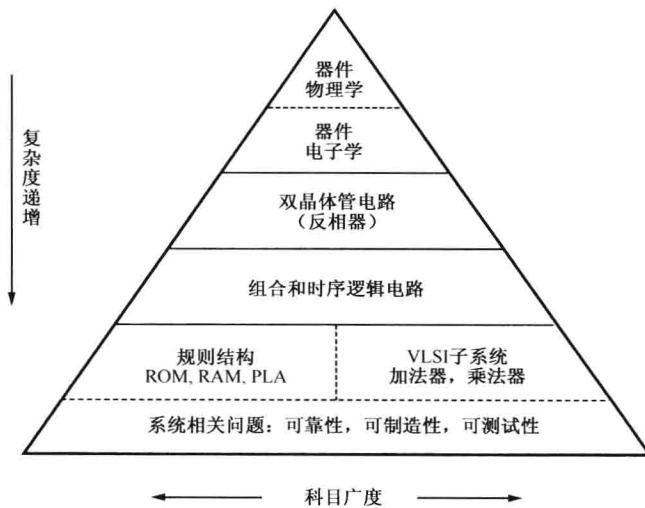 器件
物理学
器件
电子学
双晶体管电路
（反相器）
组合和时序逻辑电路
规则结构
ROM, RAM, PLA
VLSI子系统
加法器，乘法器
系统相关问题：可靠性，可制造性，可测试性
复杂度递增
科目广度